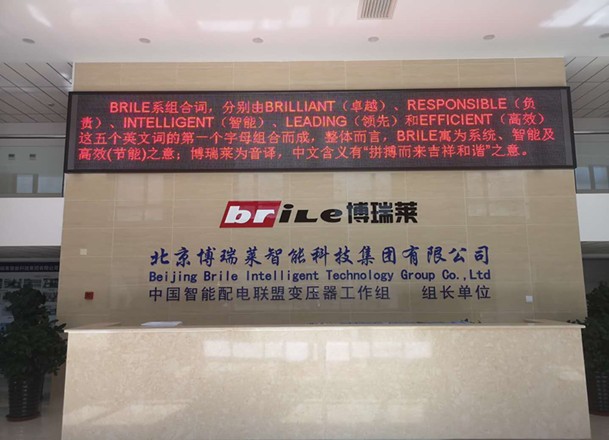 BRILE系组合词，分别由BRILLIANT（卓越）、RESPONSIBLE（负
责）、INTELLIGENT（智能）、LEADING（领先）和EFFICIENT（高效）
这五个英文词的第一个字母组合而成，整体而言，BRILE寓为系统、智能及
高效(节能)之意；博瑞莱为音译，中文含义有“拼搏而来吉祥和谐”之意。
briLe博瑞莱
北京博瑞莱智能科技集团有限公司
Beijing Brile Intelligent Technology Group Co.,Ltd
中国智能配电联盟变压器工作组 组长单位